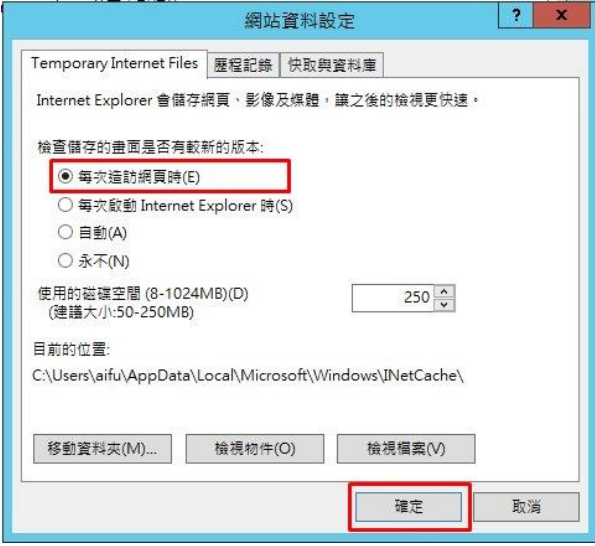 網站資料設定
?
x
Temporary Internet Files
歷程記錄
快取與資料庫
Internet Explorer 會儲存網頁、影像及媒體，讓之後的檢視更快速。
檢查儲存的畫面是否有較新的版本:
每次造訪網頁時(E)
每次啟動 Internet Explorer 時(S)
自動(A)
永不(N)
使用的磁碟空間 (8-1024MB)(D)
250
(建議大小:50-250MB)
目前的位置:
C:\Users\aifu\AppData\Local\Microsoft\Windows\INetCache\
移動資料夾(M)...
檢視物件(O)
檢視檔案(V)
確定
取消